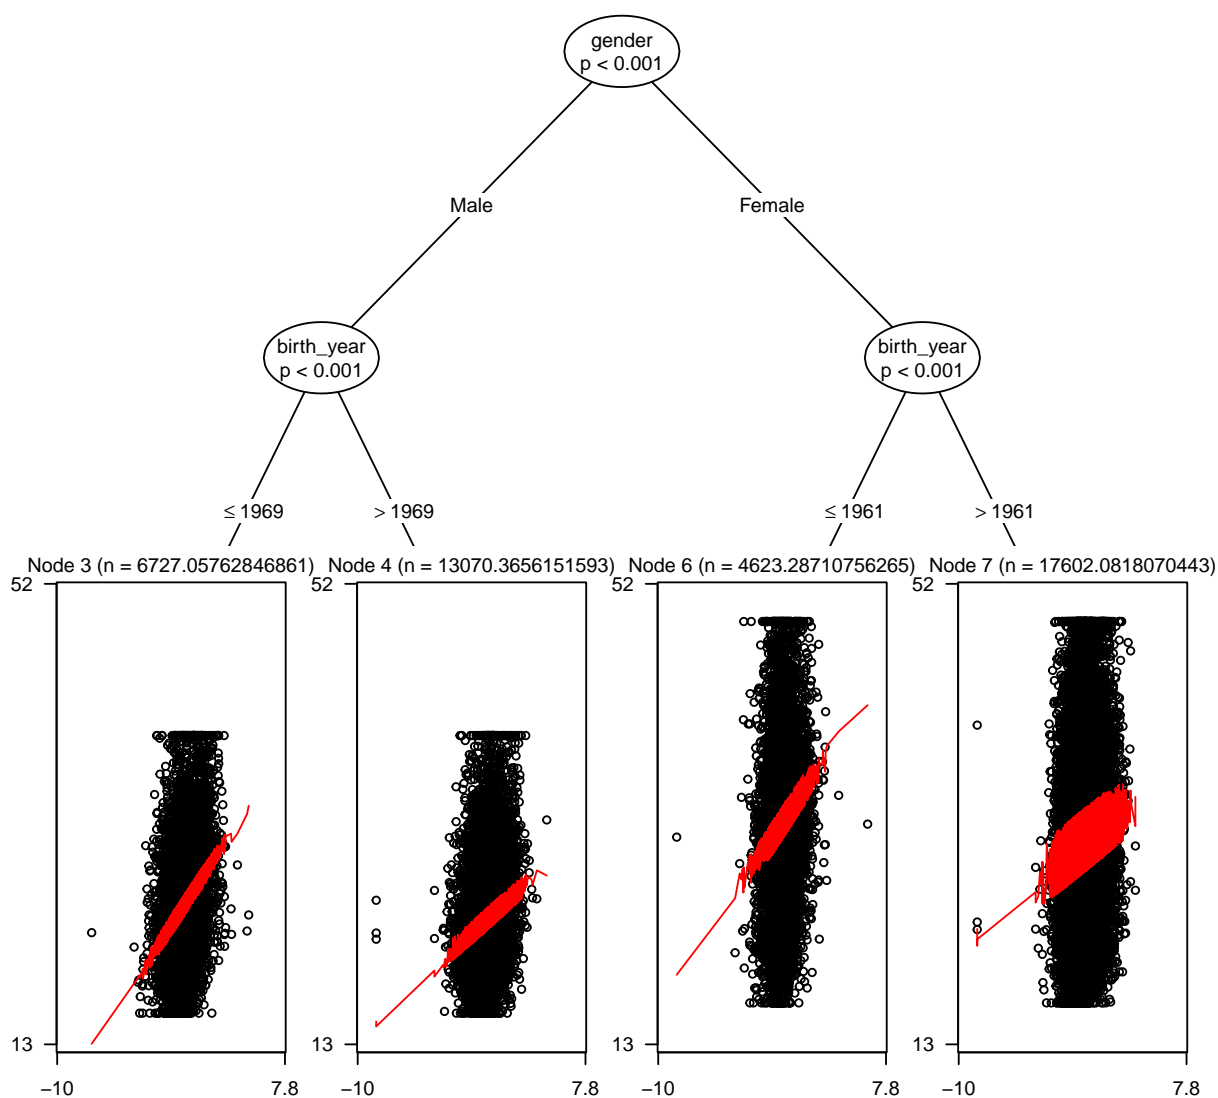 gender
p < 0.001
Male
Female
birth_year
p < 0.001
birth_year
p < 0.001
≤ 1969
> 1969
≤ 1961
> 1961
Node 3 (n = 6727.05762846861)
Node 4 (n = 13070.3656151593)
Node 6 (n = 4623.28710756265)
Node 7 (n = 17602.0818070443)
52
52
52
52
13
13
13
13
−10
7.8
−10
7.8
−10
7.8
−10
7.8